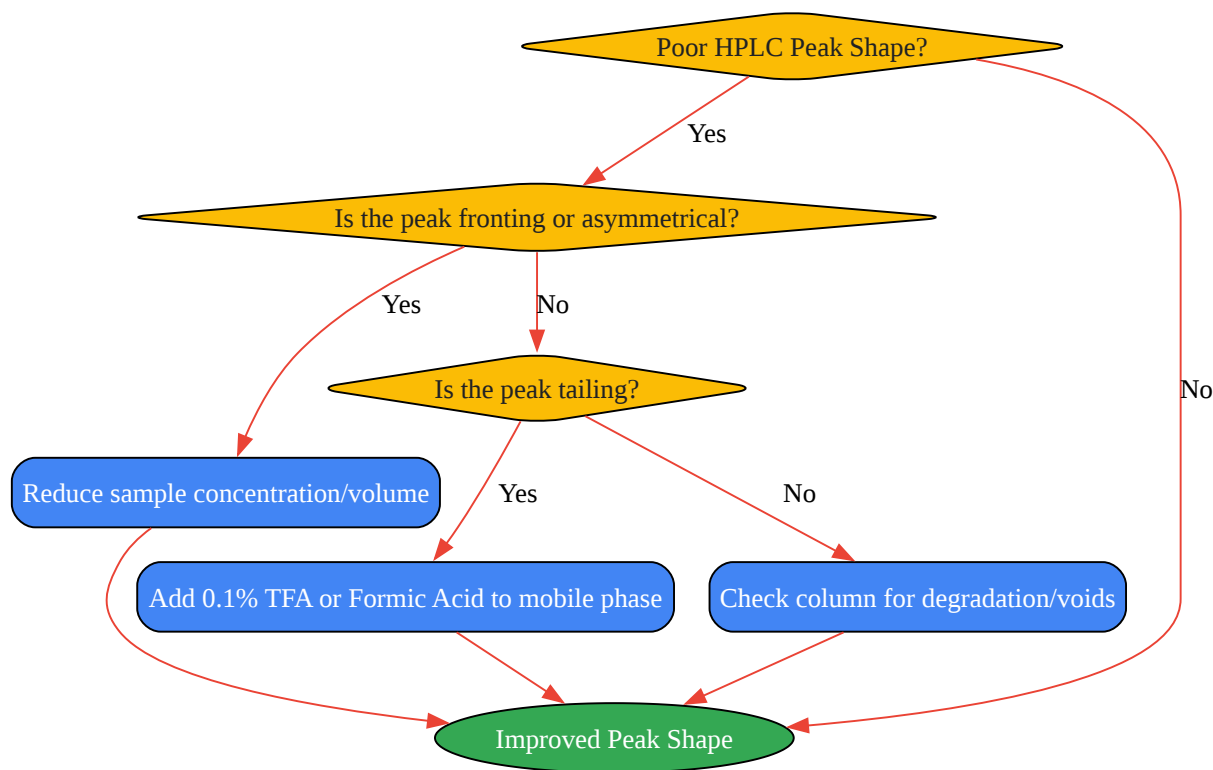 Poor HPLC Peak Shape?
Yes
Is the peak fronting or asymmetrical?
Yes
No
Is the peak tailing?
No
Reduce sample concentration/volume
Yes
No
Add 0.1% TFA or Formic Acid to mobile phase
Check column for degradation/voids
Improved Peak Shape